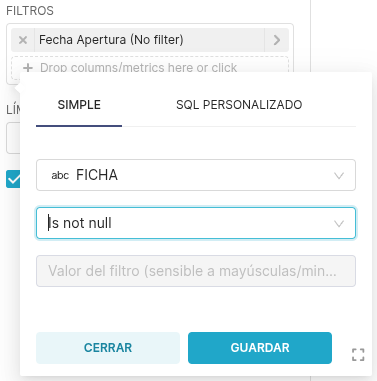 FILTROS
Fecha Apertura (No filter)
Drop columns/metrics here or click
LÍM
SIMPLE
SQL PERSONALIZADO
abc FICHA
Is not null
Valor del filtro (sensible a mayúsculas/min...
CERRAR
GUARDAR